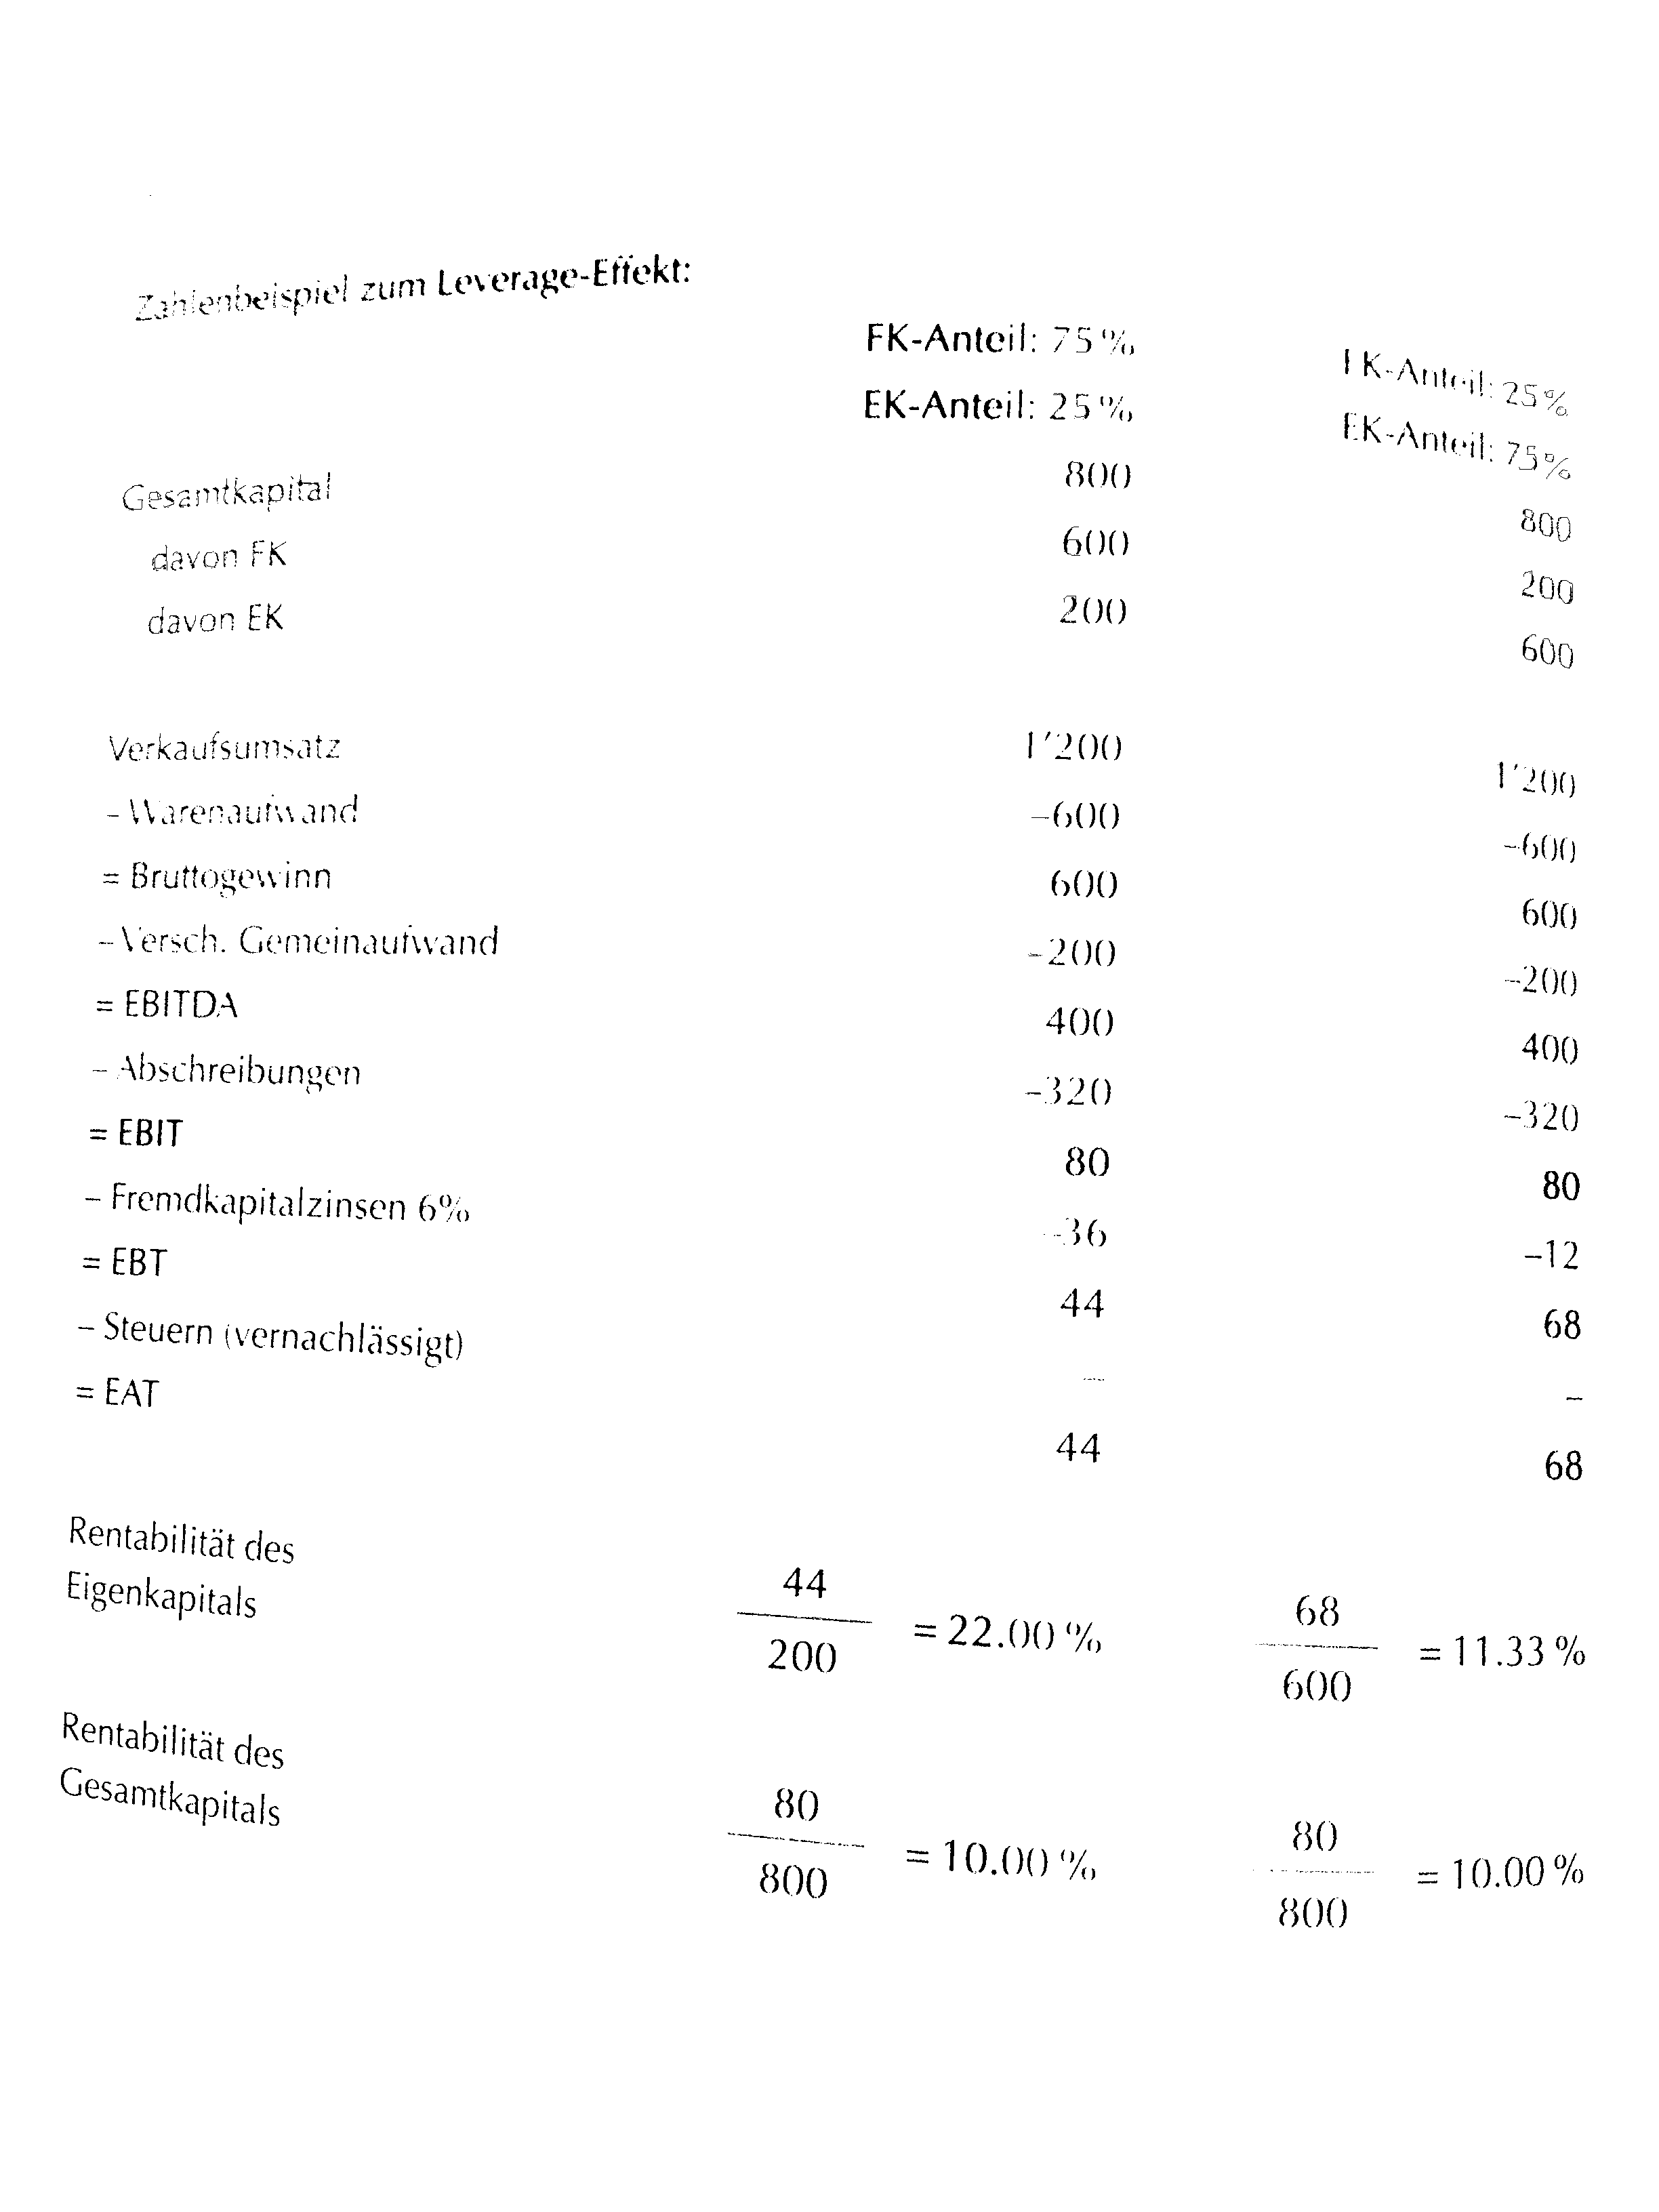 Zahlenbeispiel zum Leverage-Effekt:
FK-Anteil: 75% FK-Anteil: 25%
EK-Anteil: 25% EK-Anteil: 75%
Gesamtkapital 800 800
davon FK 600 200
davon EK 200 600
Verkaufsumsatz 1'200 1'200
– Warenaufwand –600 –600
= Bruttogewinn 600 600
– Versch. Gemeinaufwand –200 –200
= EBITDA 400 400
– Abschreibungen –320 –320
= EBIT 80 80
– Fremdkapitalzinsen 6% –36 –12
= EBT 44 68
– Steuern (vernachlässigt) – –
= EAT 44 68
Rentabilität des
Eigenkapitals
44 / 200 = 22.00 % 68 / 600 = 11.33 %
Rentabilität des
Gesamtkapitals
80 / 800 = 10.00 % 80 / 800 = 10.00 %